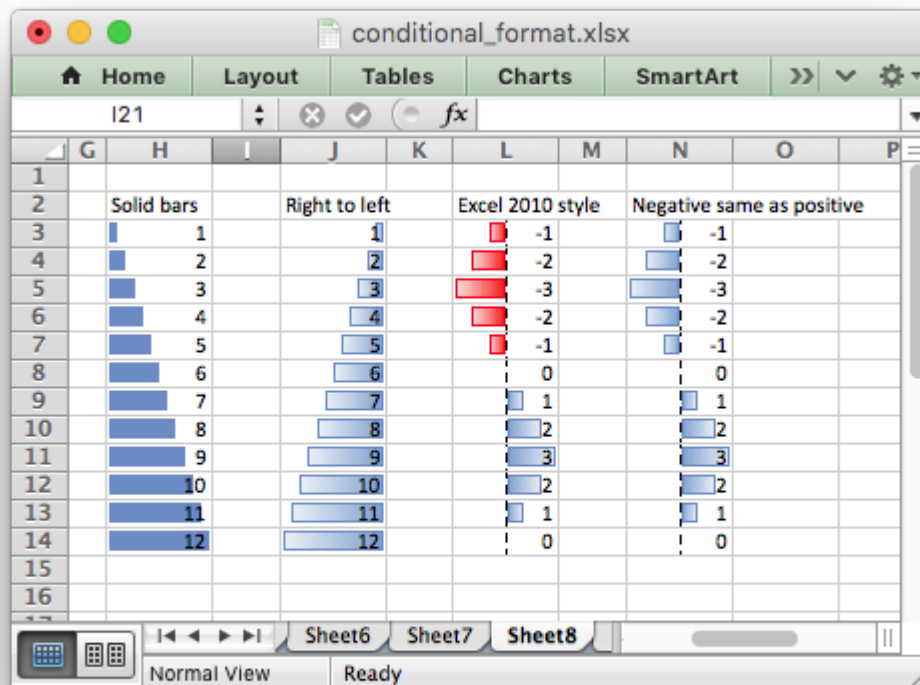 conditional_format.xlsx
Home Layout Tables Charts SmartArt
I21 fx
G H I J K L M N O P
1
2 Solid bars Right to left Excel 2010 style Negative same as positive
3 1 1 -1 -1
4 2 2 -2 -2
5 3 3 -3 -3
6 4 4 -2 -2
7 5 5 -1 -1
8 6 6 0 0
9 7 7 1 1
10 8 8 2 2
11 9 9 3 3
12 10 10 2 2
13 11 11 1 1
14 12 12 0 0
15
16
Sheet6 Sheet7 Sheet8
Normal View Ready